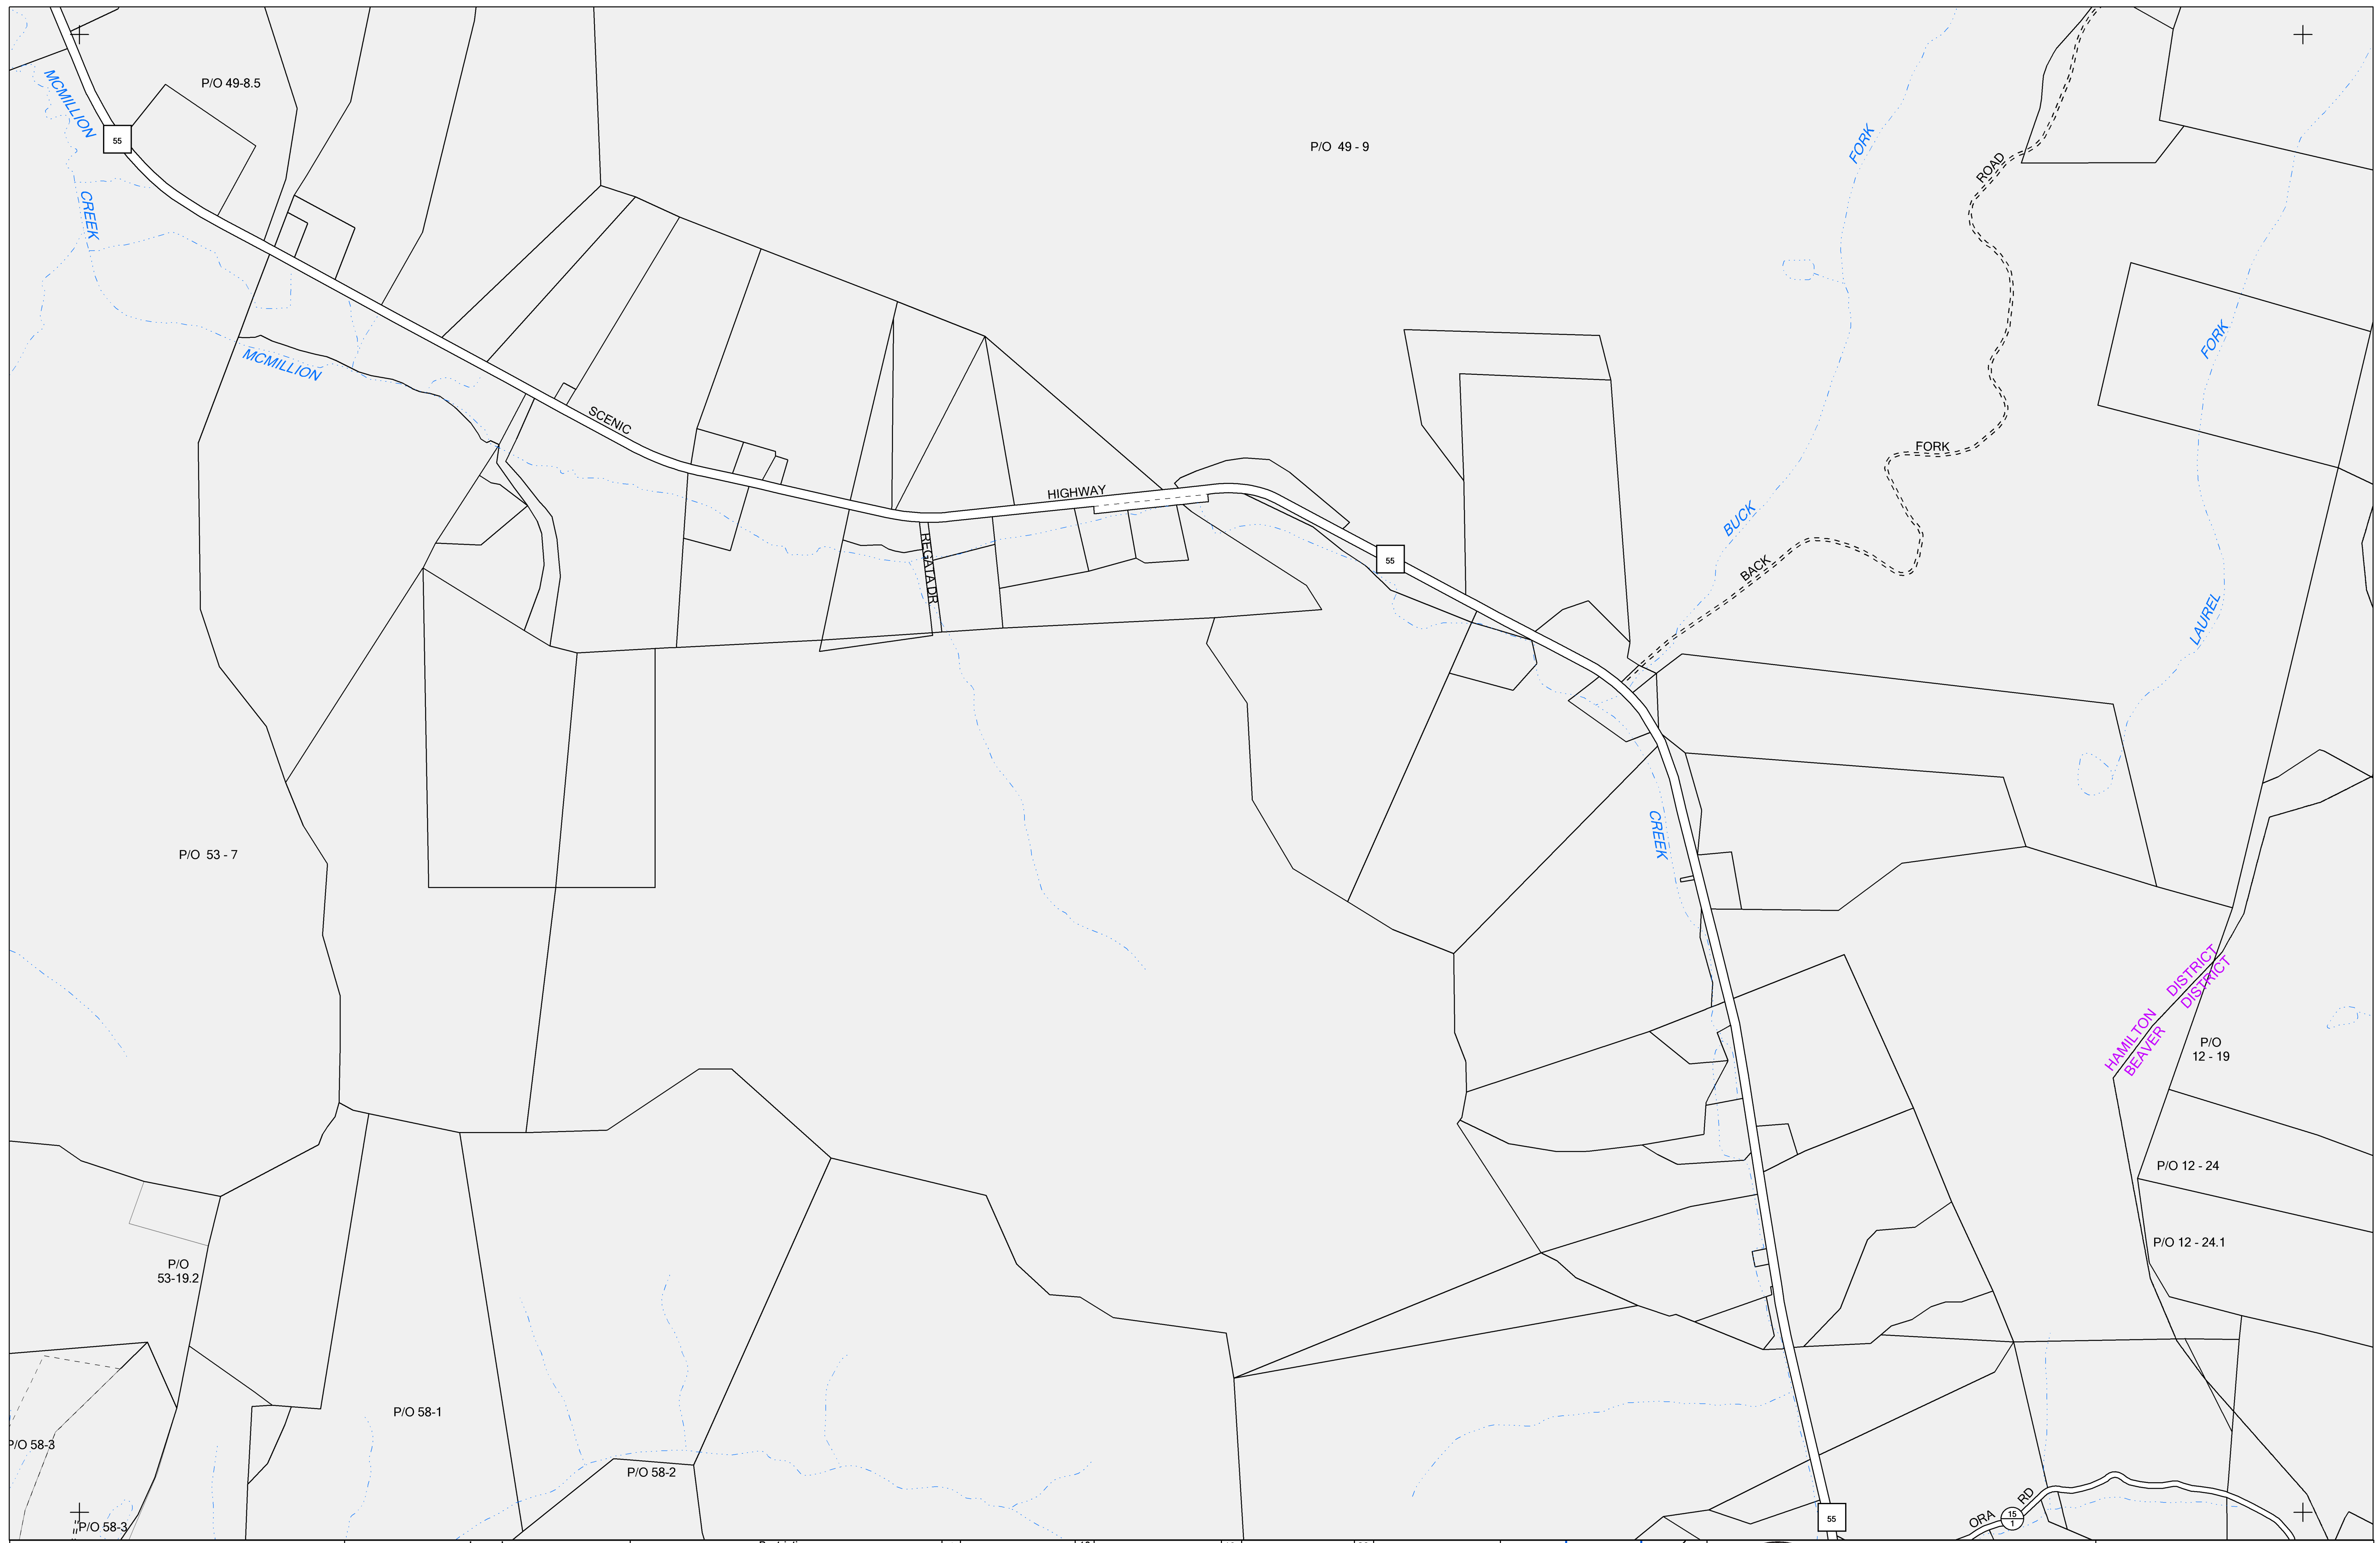 P/O 49-8.5
MCMILLION
55
P/O 49 - 9
FORK
ROAD
CREEK
MCMILLION
FORK
SCENIC
FORK
HIGHWAY
BUCK
55
REGATA DR
BACK
LAUREL
CREEK
P/O 53 - 7
HAMILTON DISTRICT
BEAVER DISTRICT
P/O
12 - 19
P/O 12 - 24
P/O 12 - 24.1
P/O
53-19.2
P/O 58-1
P/O 58-3
P/O 58-2
P/O 58-3
55
ORA RD
15
1